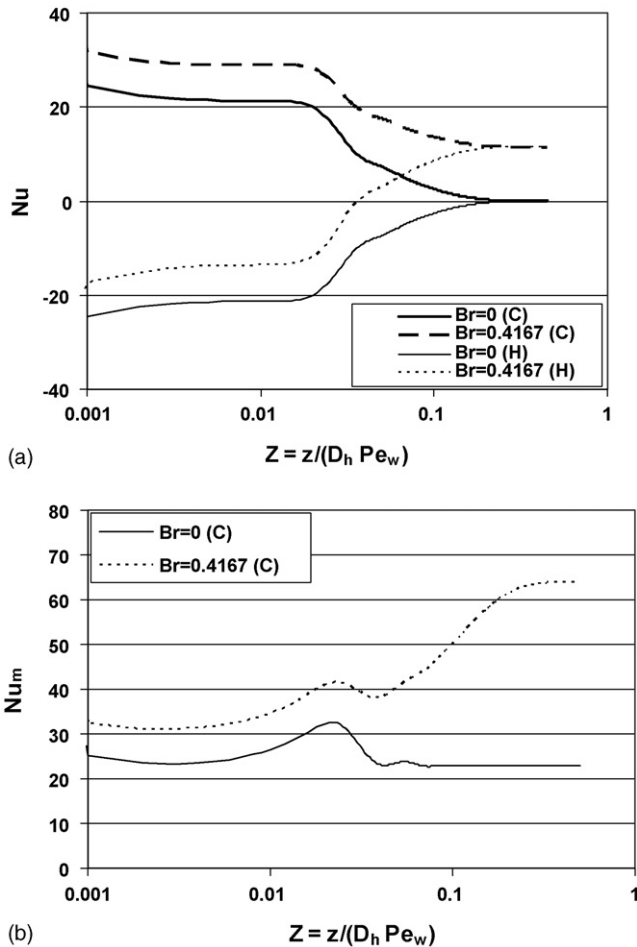 40
20
0
-20
-40
Nu
Br=0 (C)
Br=0.4167 (C)
Br=0 (H)
Br=0.4167 (H)
0.001 0.01 0.1 1
(a) Z = z/(Dₕ Pe_w)
80
70
60
50
40
30
20
10
0
Nu_m
Br=0 (C)
Br=0.4167 (C)
0.001 0.01 0.1 1
(b) Z = z/(Dₕ Pe_w)